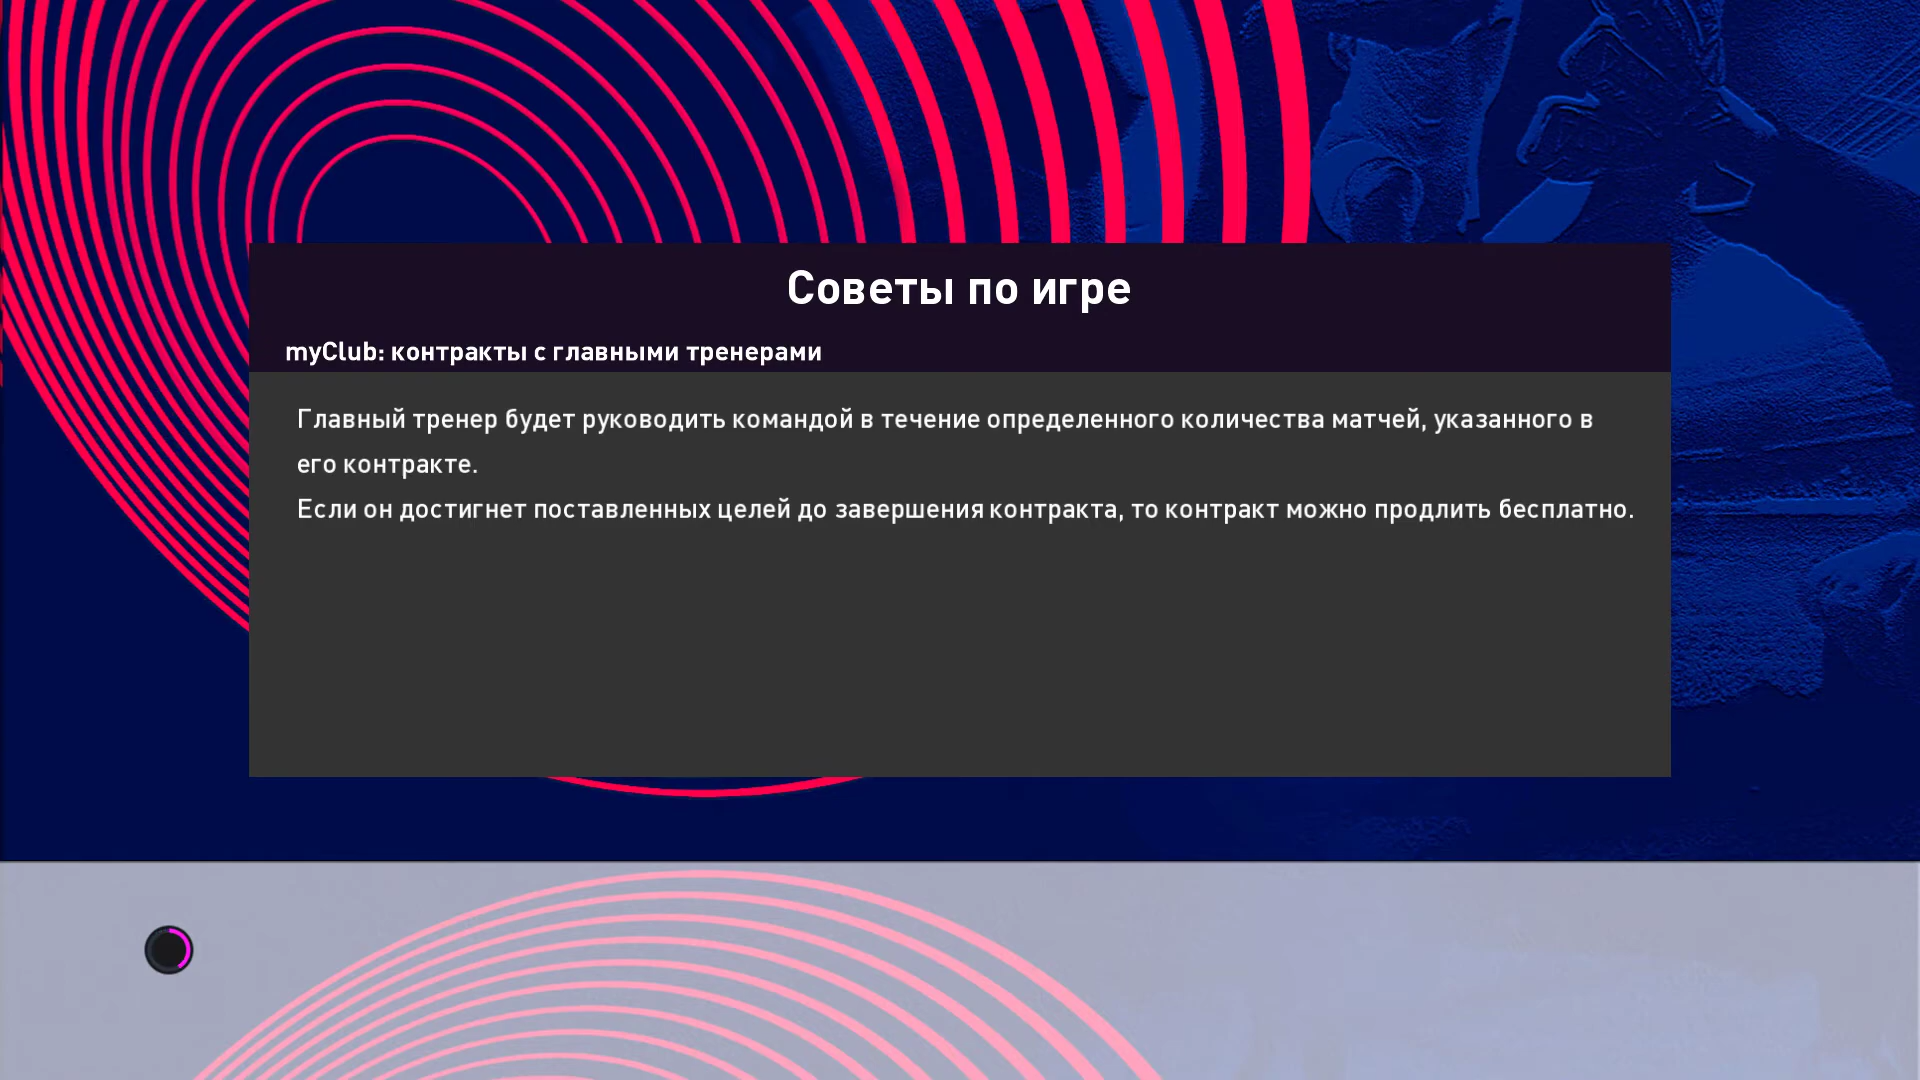 Советы по игре
myClub: контракты с главными тренерами
Главный тренер будет руководить командой в течение определенного количества матчей, указанного в
его контракте.
Если он достигнет поставленных целей до завершения контракта, то контракт можно продлить бесплатно.